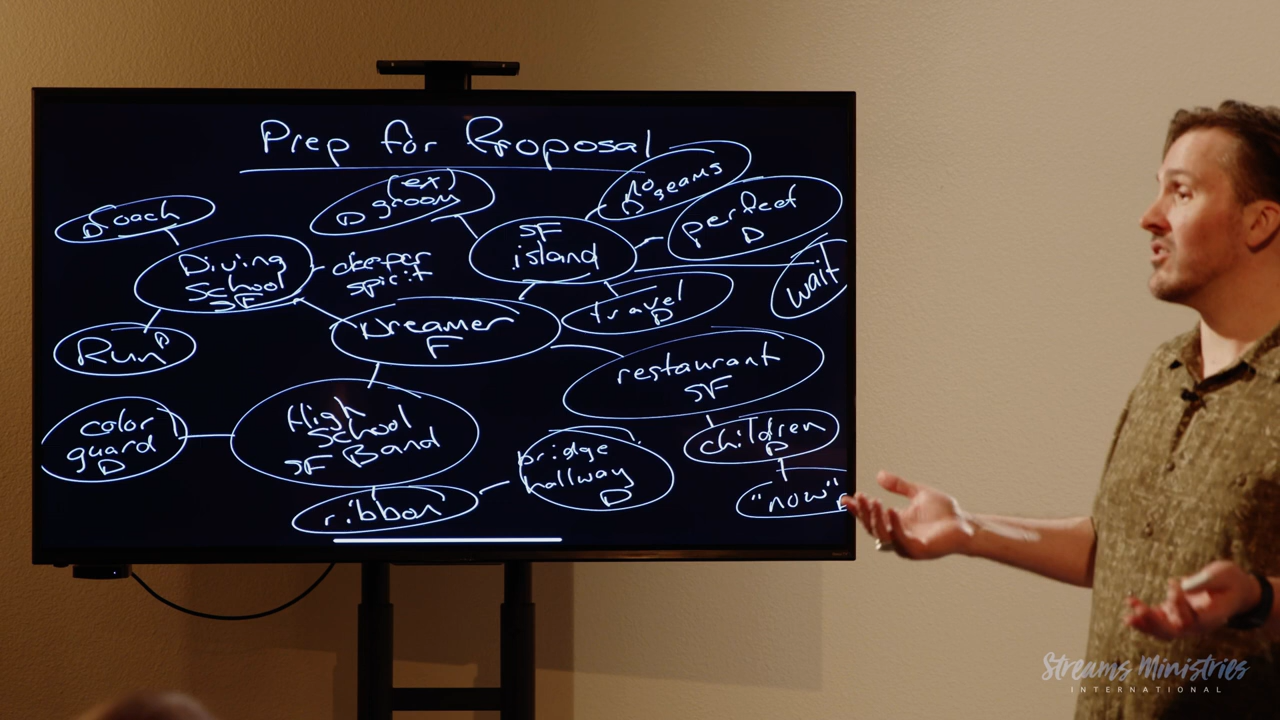 Prep for Proposal
coach
D
(ex)
groom
D
no
seams
D
perfect
D
SF
island
wait
Diving
School
SF
deeper
spirit
travel
D
Dreamer
F
Run D
restaurant
SF
color
guard
D
High
School
SF Band
children
D
bridge
hallway
D
"now" D
ribbon
Streams Ministries
INTERNATIONAL